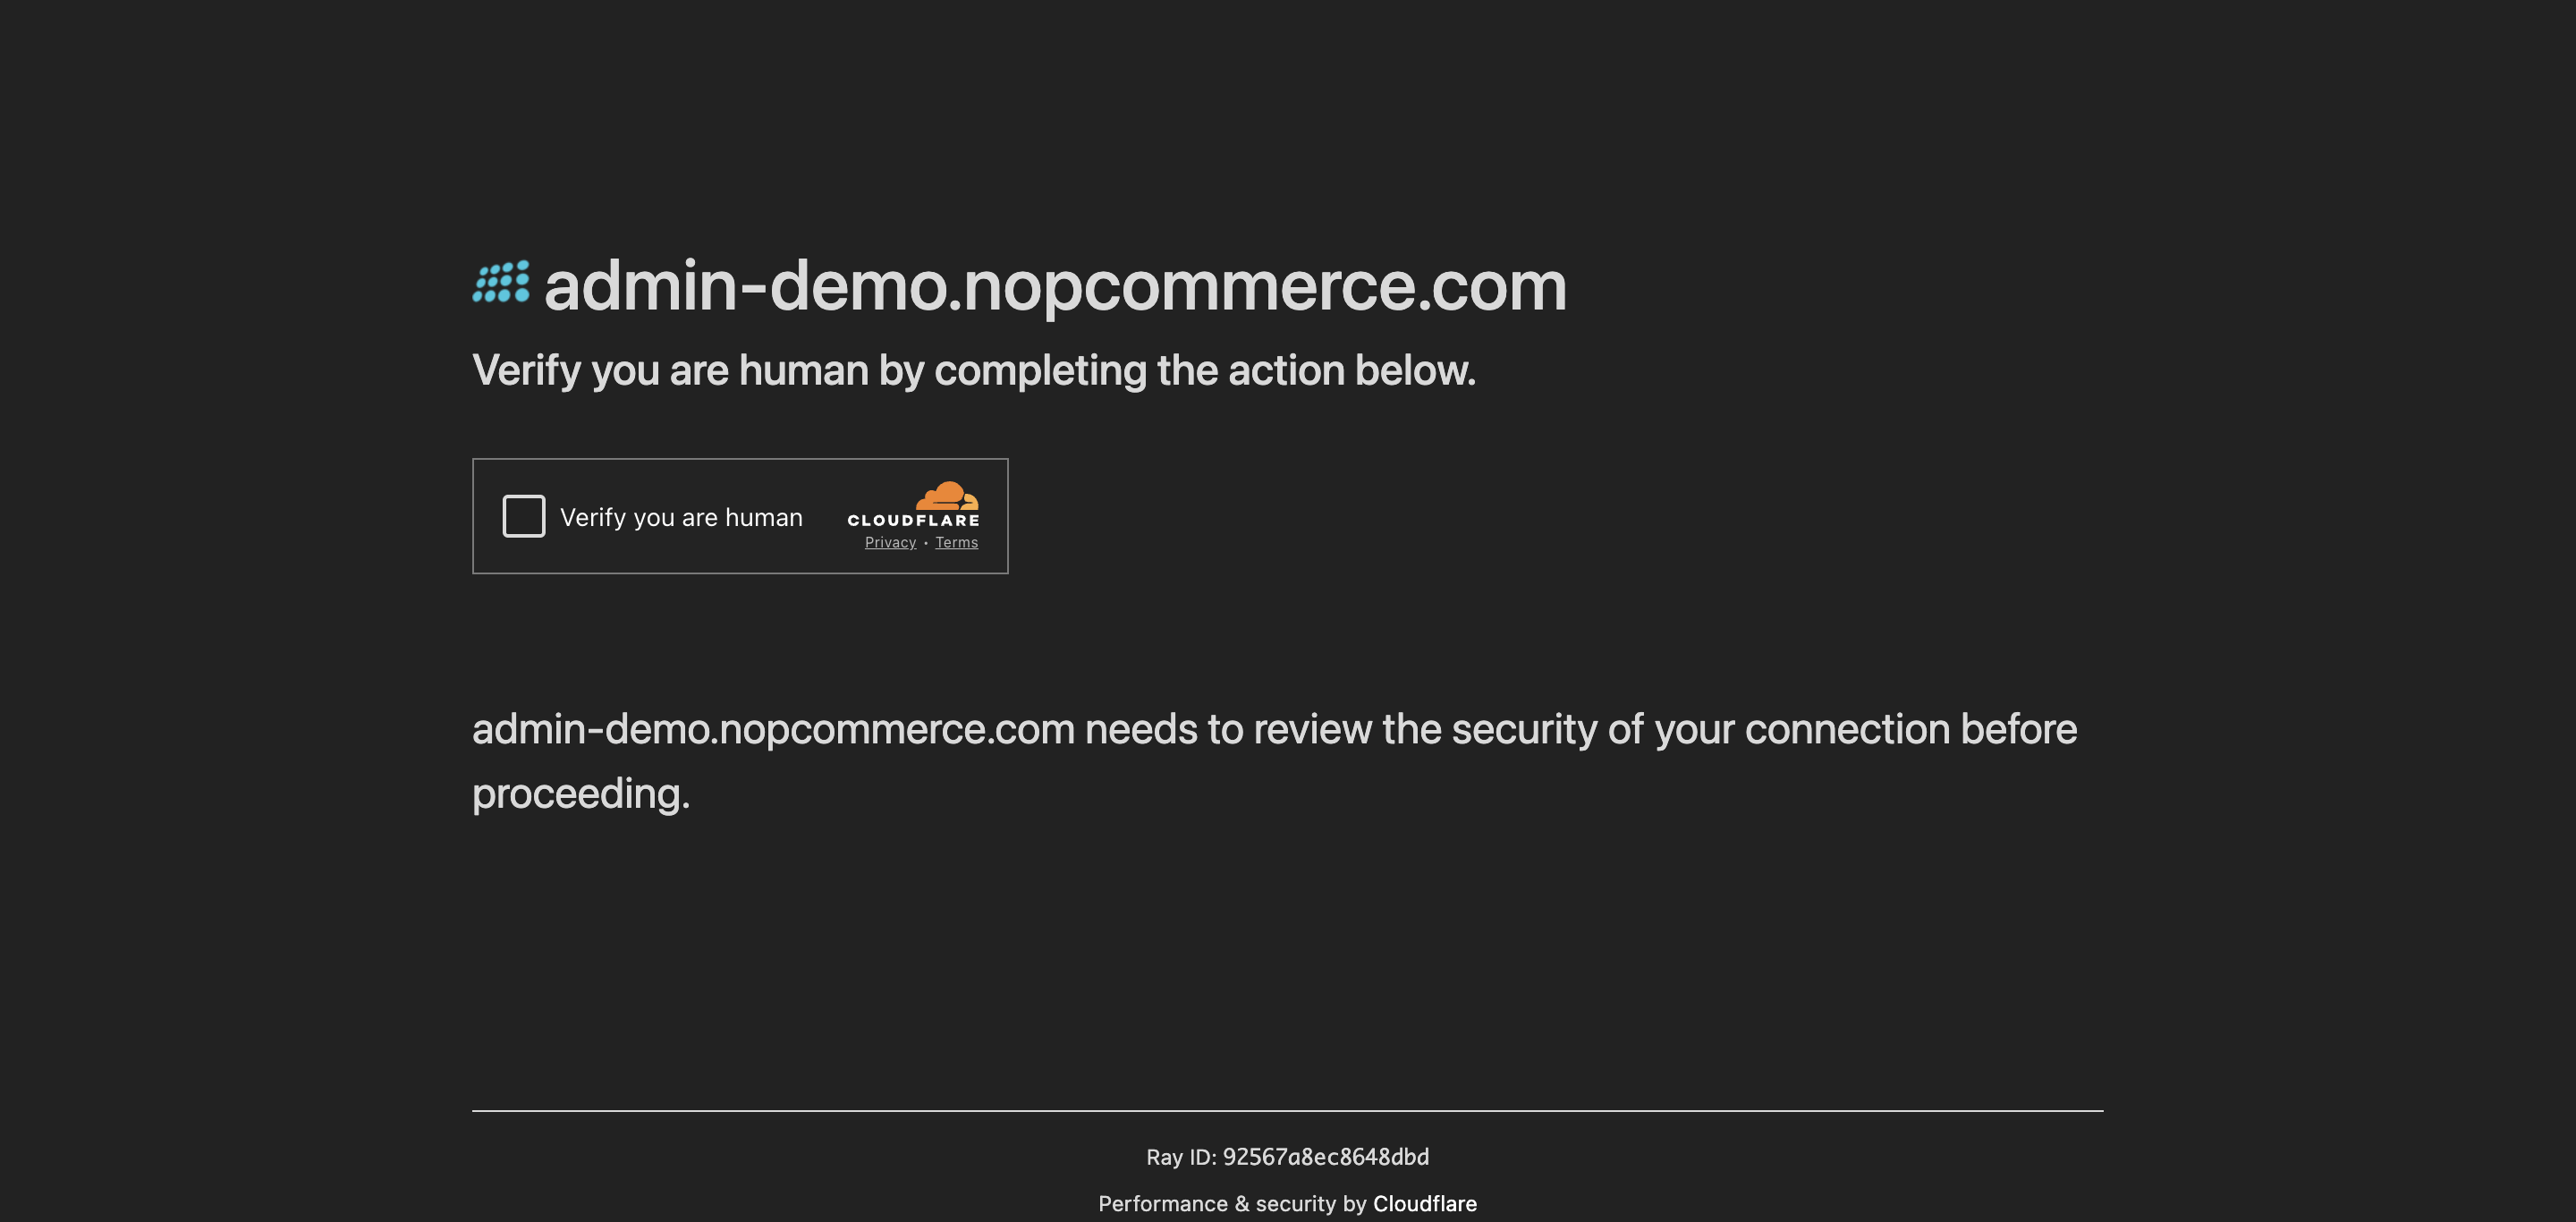 admin-demo.nopcommerce.com
Verify you are human by completing the action below.
Verify you are human
CLOUDFLARE
Privacy • Terms
admin-demo.nopcommerce.com needs to review the security of your connection before
proceeding.
Ray ID: 92567a8ec8648dbd
Performance & security by Cloudflare